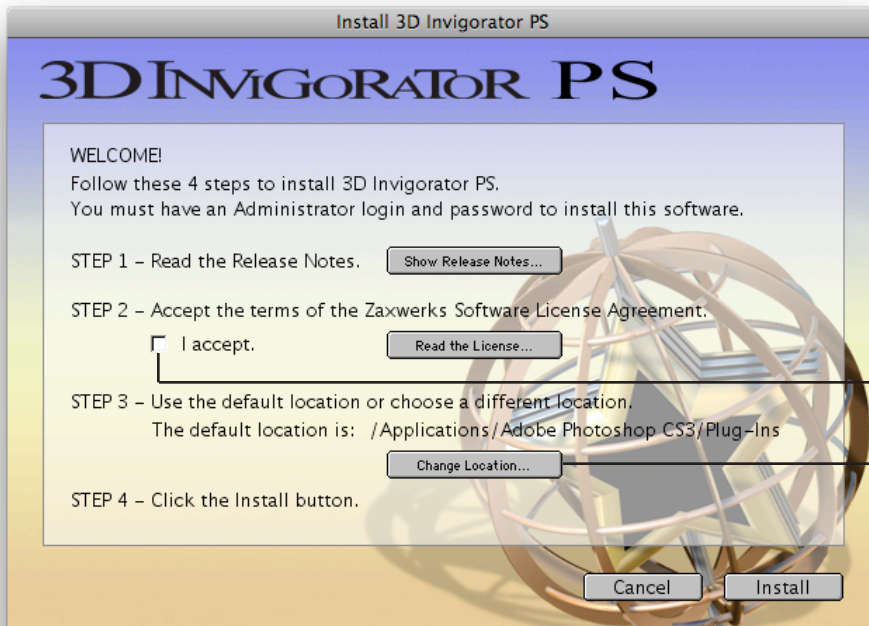 Install 3D Invigorator PS
3D INVIGORATOR PS
WELCOME!
Follow these 4 steps to install 3D Invigorator PS.
You must have an Administrator login and password to install this software.
STEP 1 – Read the Release Notes. Show Release Notes...
STEP 2 – Accept the terms of the Zaxwerks Software License Agreement.
I accept. Read the License...
STEP 3 – Use the default location or choose a different location.
The default location is: /Applications/Adobe Photoshop CS3/Plug-Ins
Change Location...
STEP 4 – Click the Install button.
Cancel Install